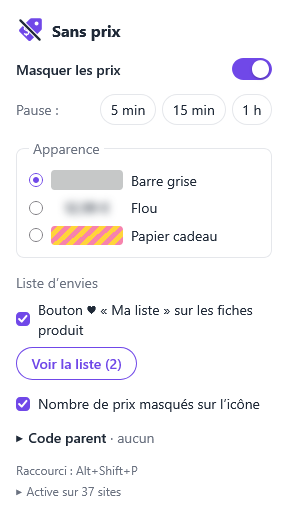 Sans prix
Masquer les prix
Pause : 5 min 15 min 1 h
Apparence
Barre grise
Flou
Papier cadeau
Liste d’envies
Bouton ♥ « Ma liste » sur les fiches
produit
Voir la liste (2)
Nombre de prix masqués sur l’icône
▸ Code parent · aucun
Raccourci : Alt+Shift+P
▸ Active sur 37 sites